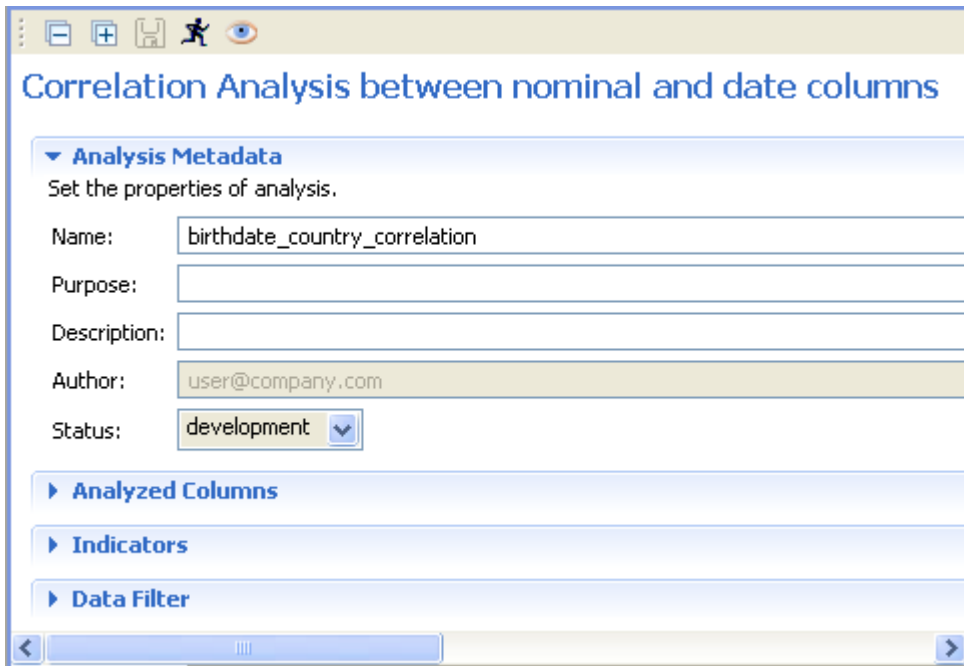 Correlation Analysis between nominal and date columns
Analysis Metadata
Set the properties of analysis.
Name: birthdate_country_correlation
Purpose:
Description:
Author: user@company.com
Status: development
Analyzed Columns
Indicators
Data Filter